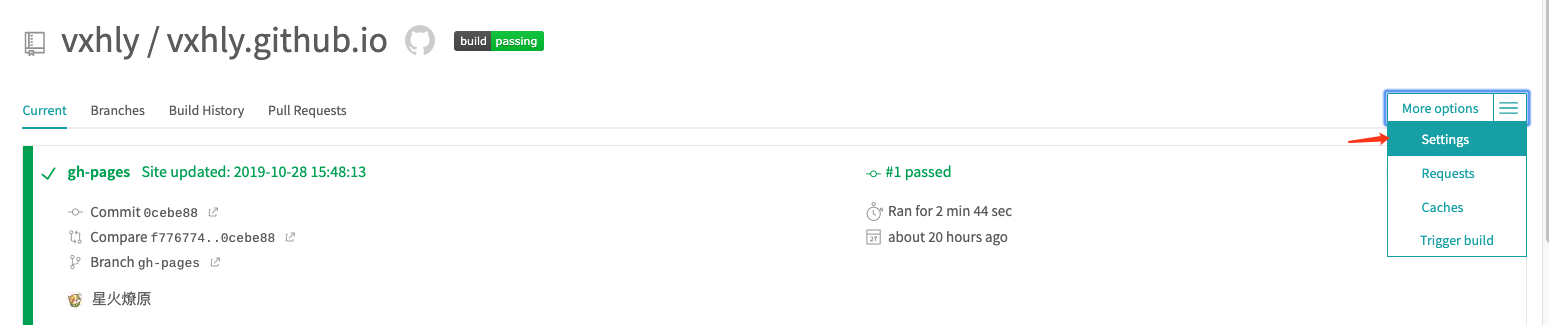 vxhly / vxhly.github.io build passing
Current Branches Build History Pull Requests More options
Settings
gh-pages Site updated: 2019-10-28 15:48:13 #1 passed
Requests
Commit 0cebe88 Ran for 2 min 44 sec
Caches
Compare f776774..0cebe88 27 about 20 hours ago
Trigger build
Branch gh-pages
星火燎原